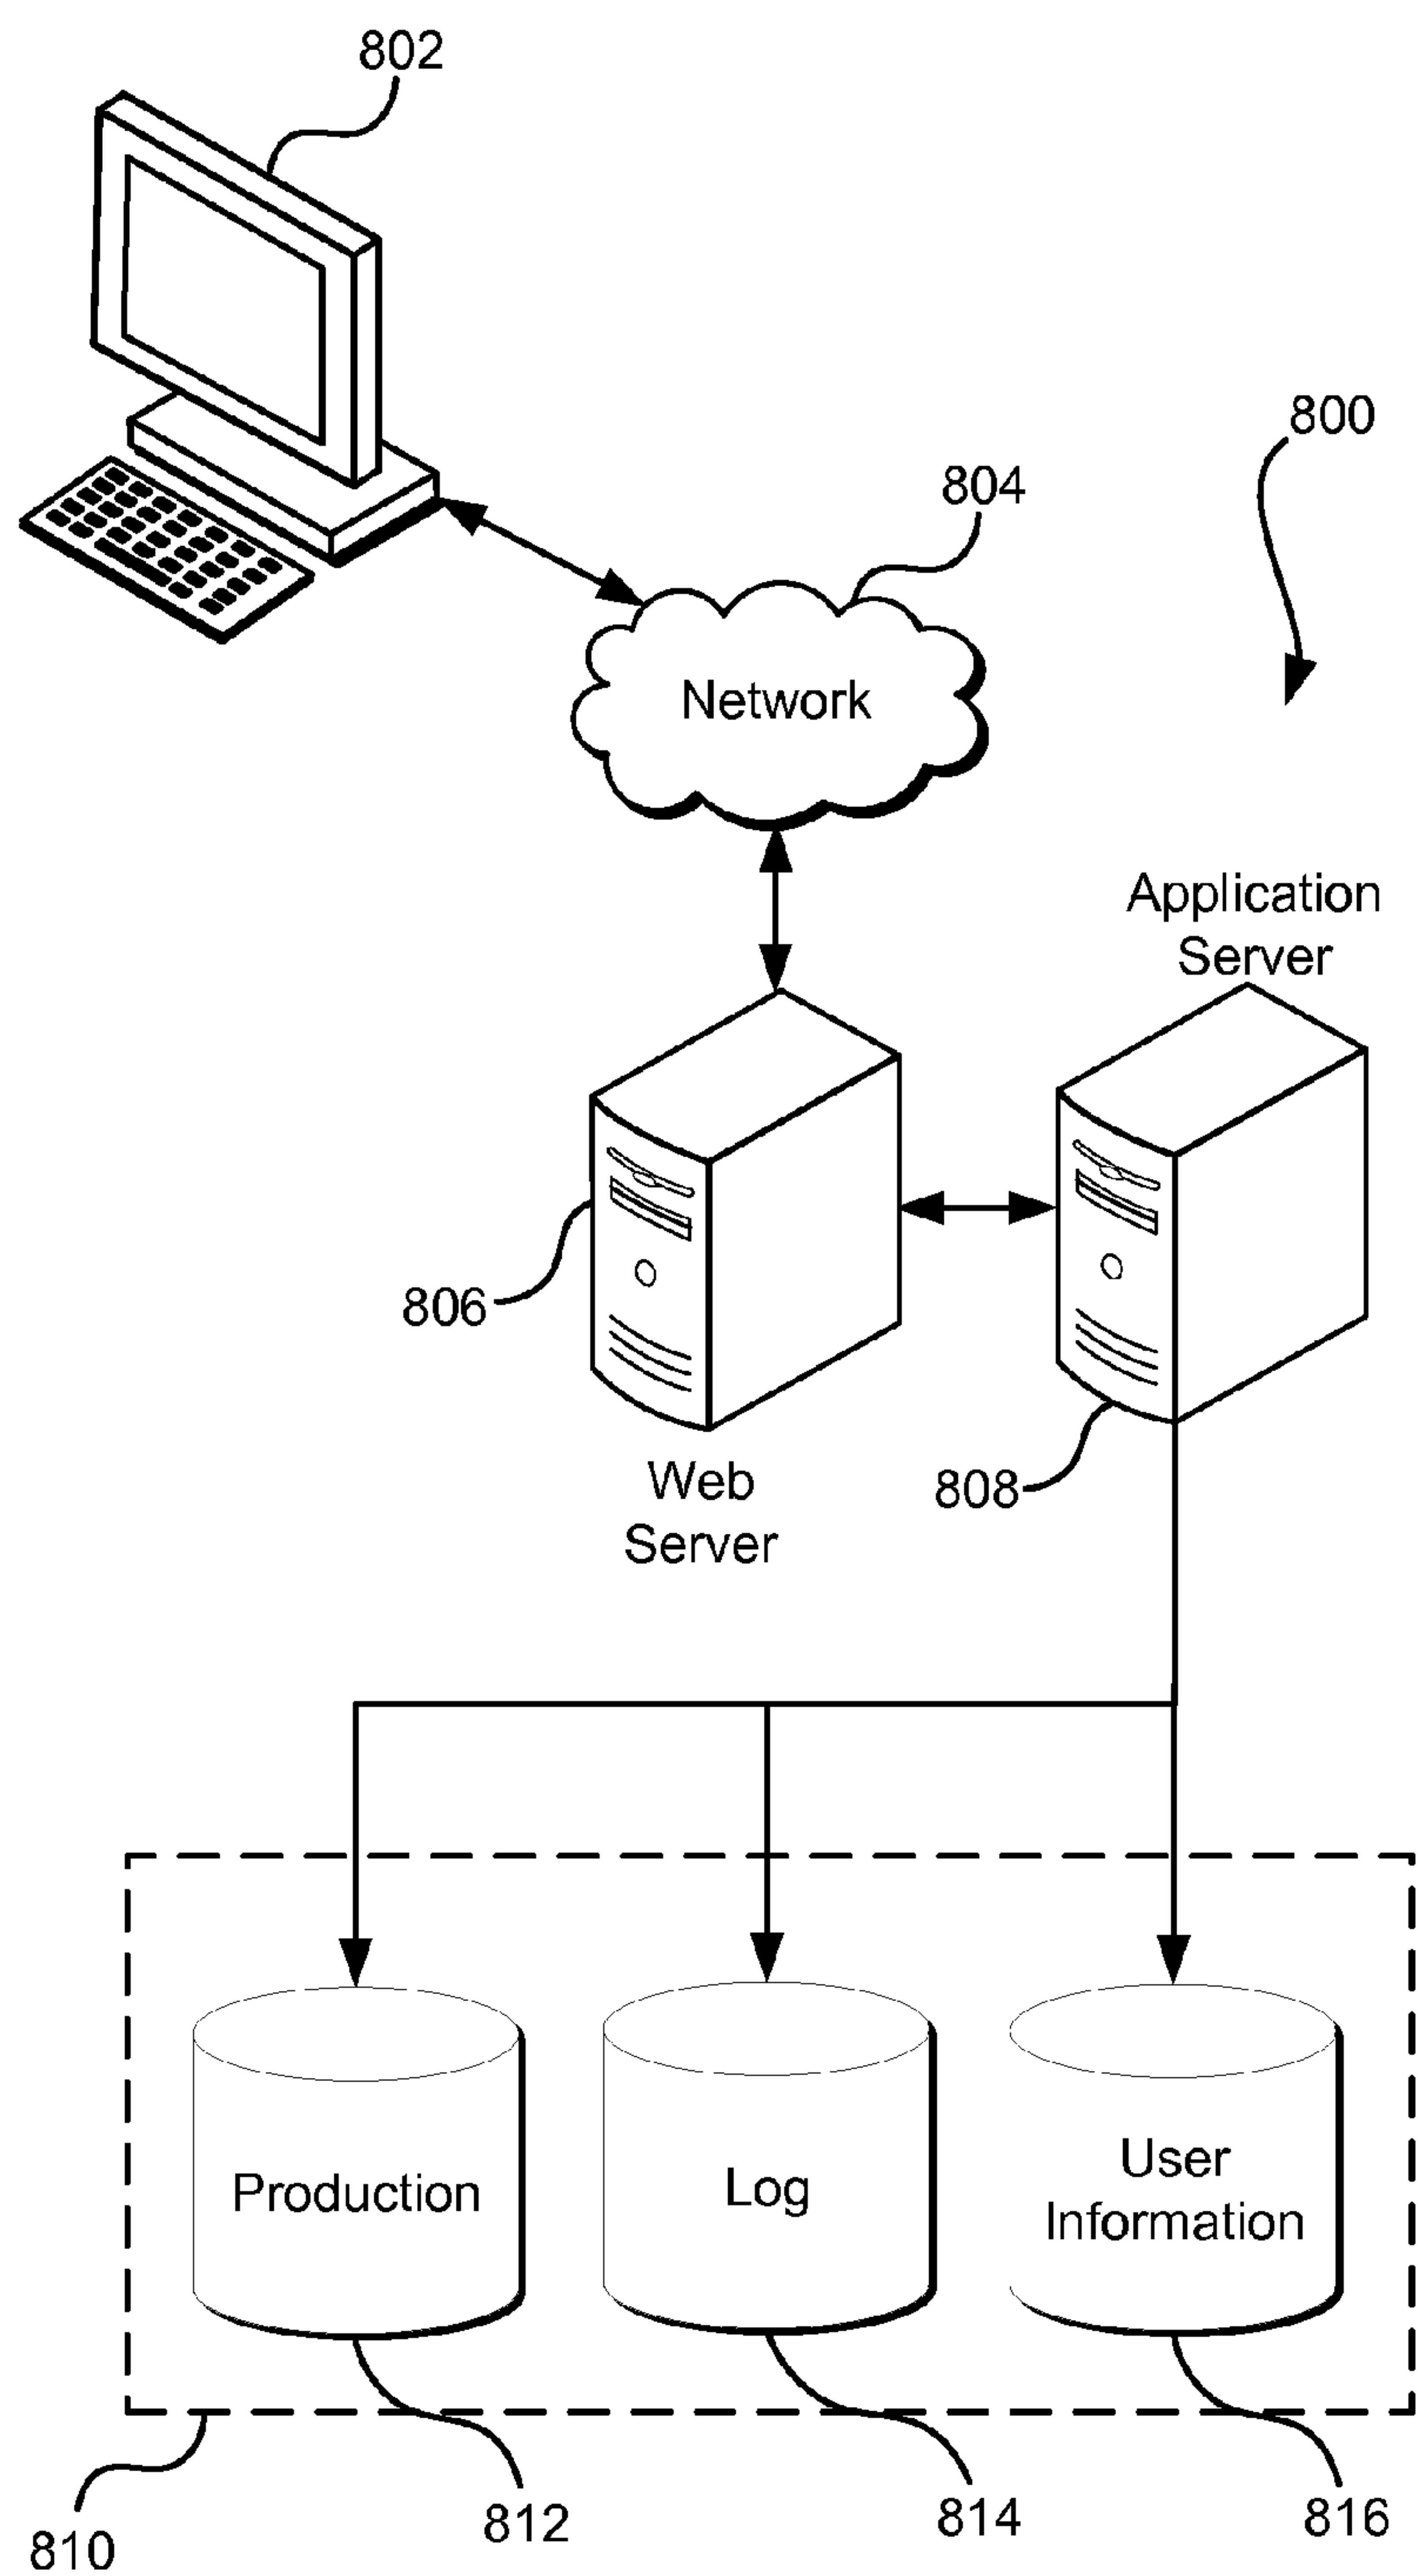 802
800
804
Network
Application
Server
806
808
Web
Server
Production
Log
User
Information
810
812
814
816